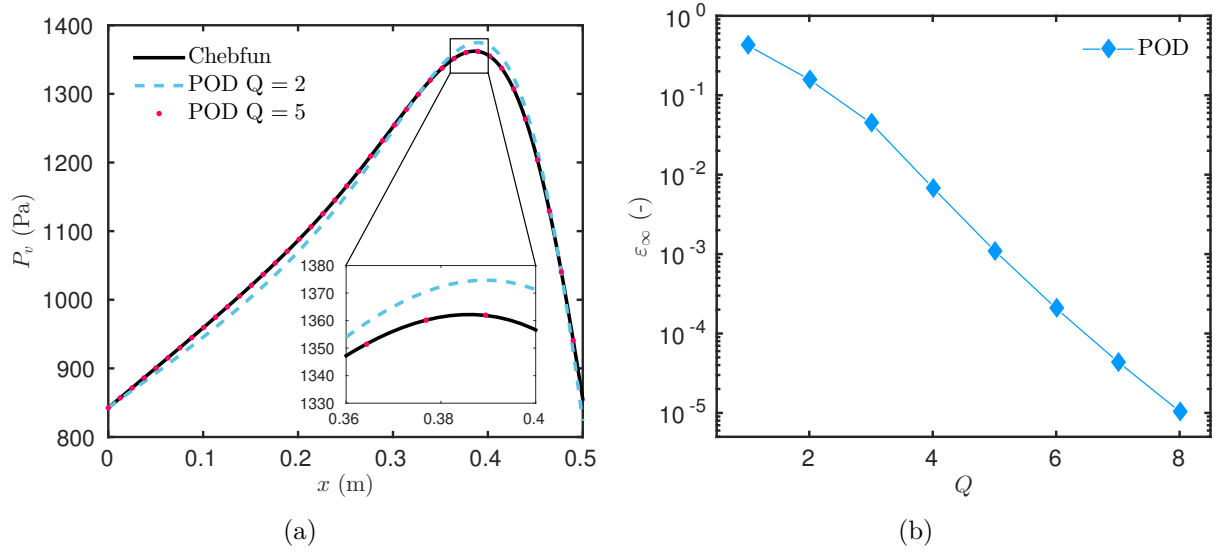 1400
1300
1200
1100
1000
900
800
P_v (Pa)
Chebfun
POD Q = 2
POD Q = 5
1380
1370
1360
1350
1340
1330
0.36 0.38 0.4
0 0.1 0.2 0.3 0.4 0.5
x (m)
(a)
10^0
10^-1
10^-2
10^-3
10^-4
10^-5
ε_∞ (-)
POD
2 4 6 8
Q
(b)